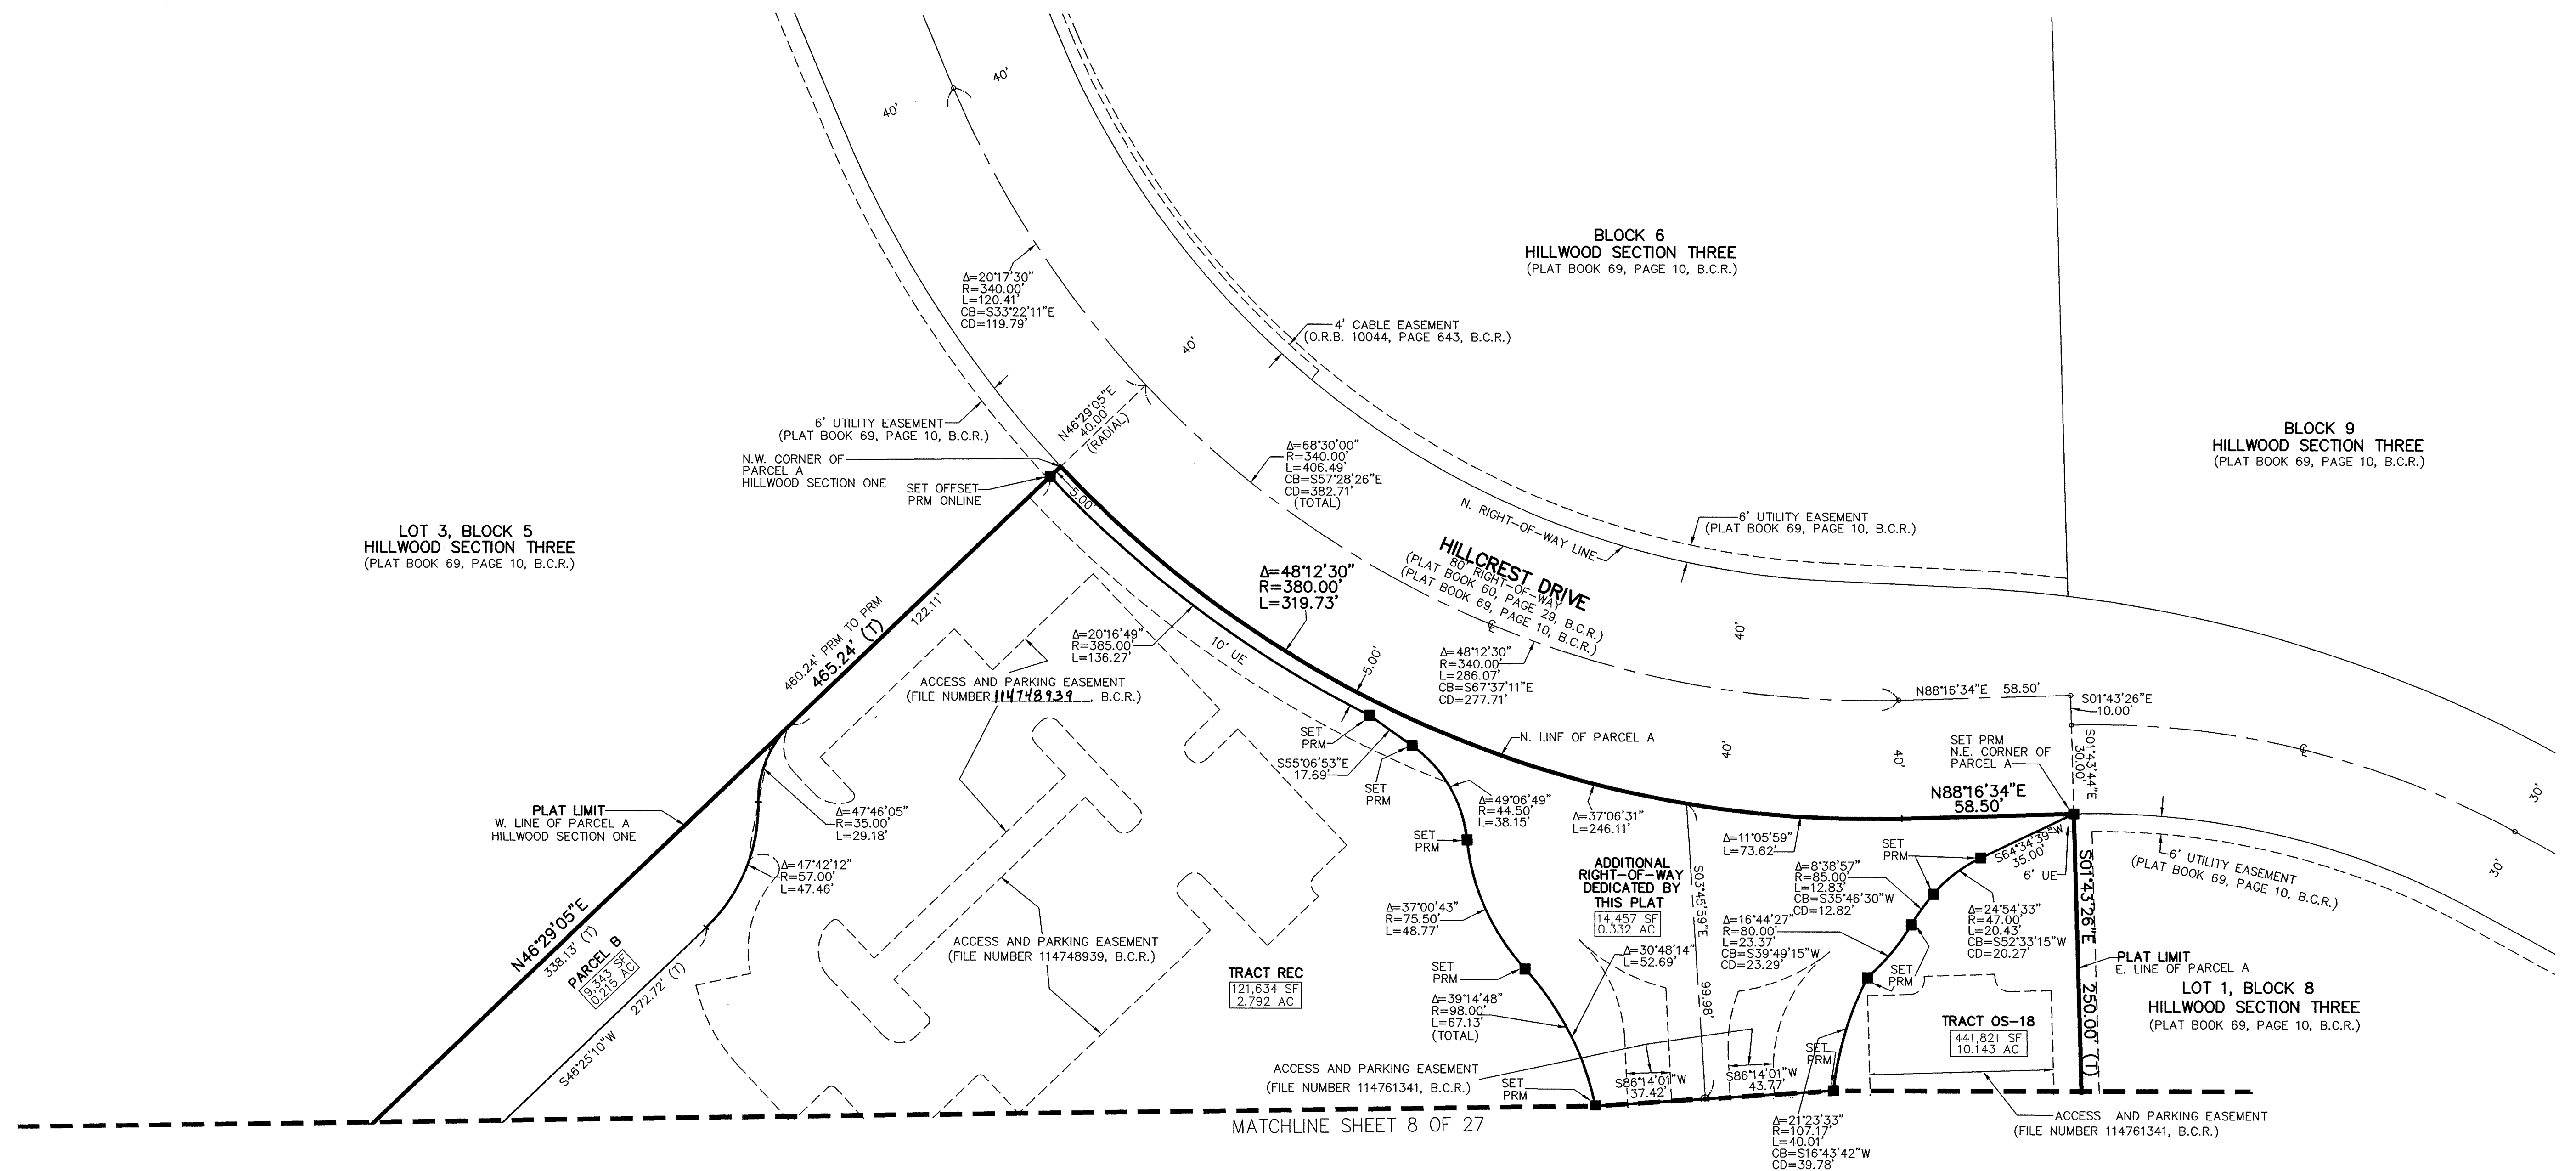 40'
40'
Δ=20°17'30"
R=340.00'
L=120.41'
CB=S33°22'11"E
CD=119.79'
BLOCK 6
HILLWOOD SECTION THREE
(PLAT BOOK 69, PAGE 10, B.C.R.)
4' CABLE EASEMENT
(O.R.B. 10044, PAGE 643, B.C.R.)
40'
6' UTILITY EASEMENT
(PLAT BOOK 69, PAGE 10, B.C.R.)
N46°29'05"E
40.00'
(RADIAL)
N.W. CORNER OF
PARCEL A
HILLWOOD SECTION ONE
SET OFFSET
PRM ONLINE
5.00'
Δ=68°30'00"
R=340.00'
L=406.49'
CB=S57°28'26"E
CD=382.71'
(TOTAL)
BLOCK 9
HILLWOOD SECTION THREE
(PLAT BOOK 69, PAGE 10, B.C.R.)
N. RIGHT-OF-WAY LINE
6' UTILITY EASEMENT
(PLAT BOOK 69, PAGE 10, B.C.R.)
LOT 3, BLOCK 5
HILLWOOD SECTION THREE
(PLAT BOOK 69, PAGE 10, B.C.R.)
HILLCREST DRIVE
80' RIGHT-OF-WAY
(PLAT BOOK 60, PAGE 29, B.C.R.)
(PLAT BOOK 69, PAGE 10, B.C.R.)
℄
40'
Δ=48°12'30"
R=380.00'
L=319.73'
460.24' PRM TO PRM
465.24' (T)
122.11'
Δ=20°16'49"
R=385.00'
L=136.27'
10' UE
5.00'
Δ=48°12'30"
R=340.00'
L=286.07'
CB=S67°37'11"E
CD=277.71'
ACCESS AND PARKING EASEMENT
(FILE NUMBER 114748939, B.C.R.)
N88°16'34"E 58.50'
S01°43'26"E
10.00'
SET
PRM
N. LINE OF PARCEL A
40'
40'
SET PRM
N.E. CORNER OF
PARCEL A
S01°43'44"E
30.00'
℄
S55°06'53"E
17.69'
SET
PRM
N88°16'34"E
58.50'
30'
PLAT LIMIT
W. LINE OF PARCEL A
HILLWOOD SECTION ONE
Δ=47°46'05"
R=35.00'
L=29.18'
Δ=49°06'49"
R=44.50'
L=38.15'
Δ=37°06'31"
L=246.11'
Δ=11°05'59"
L=73.62'
SET
PRM
SET
PRM
S64°34'39"W
35.00'
6' UE
6' UTILITY EASEMENT
(PLAT BOOK 69, PAGE 10, B.C.R.)
30'
Δ=47°42'12"
R=57.00'
L=47.46'
ADDITIONAL
RIGHT-OF-WAY
DEDICATED BY
THIS PLAT
14,457 SF
0.332 AC
S03°45'59"E
99.98'
Δ=8°38'57"
R=85.00'
L=12.83'
CB=S35°46'30"W
CD=12.82'
Δ=24°54'33"
R=47.00'
L=20.43'
CB=S52°33'15"W
CD=20.27'
S01°43'26"E 250.00' (T)
Δ=37°00'43"
R=75.50'
L=48.77'
Δ=16°44'27"
R=80.00'
L=23.37'
CB=S39°49'15"W
CD=23.29'
N46°29'05"E
338.13' (T)
PARCEL B
9,343 SF
0.215 AC
272.72' (T)
S46°25'10"W
ACCESS AND PARKING EASEMENT
(FILE NUMBER 114748939, B.C.R.)
TRACT REC
121,634 SF
2.792 AC
SET
PRM
Δ=30°48'14"
L=52.69'
SET
PRM
PLAT LIMIT
E. LINE OF PARCEL A
LOT 1, BLOCK 8
HILLWOOD SECTION THREE
(PLAT BOOK 69, PAGE 10, B.C.R.)
Δ=39°14'48"
R=98.00'
L=67.13'
(TOTAL)
TRACT OS-18
441,821 SF
10.143 AC
SET
PRM
ACCESS AND PARKING EASEMENT
(FILE NUMBER 114761341, B.C.R.)
SET
PRM
S86°14'01"W
37.42'
S86°14'01"W
43.77'
MATCHLINE SHEET 8 OF 27
Δ=21°23'33"
R=107.17'
L=40.01'
CB=S16°43'42"W
CD=39.78'
ACCESS AND PARKING EASEMENT
(FILE NUMBER 114761341, B.C.R.)